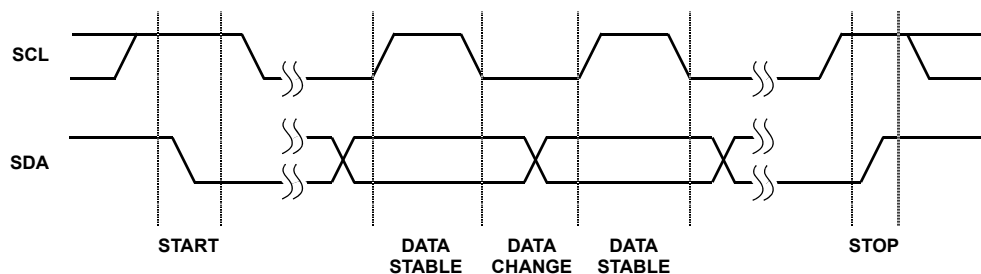 SCL
SDA
START
DATA
STABLE
DATA
CHANGE
DATA
STABLE
STOP